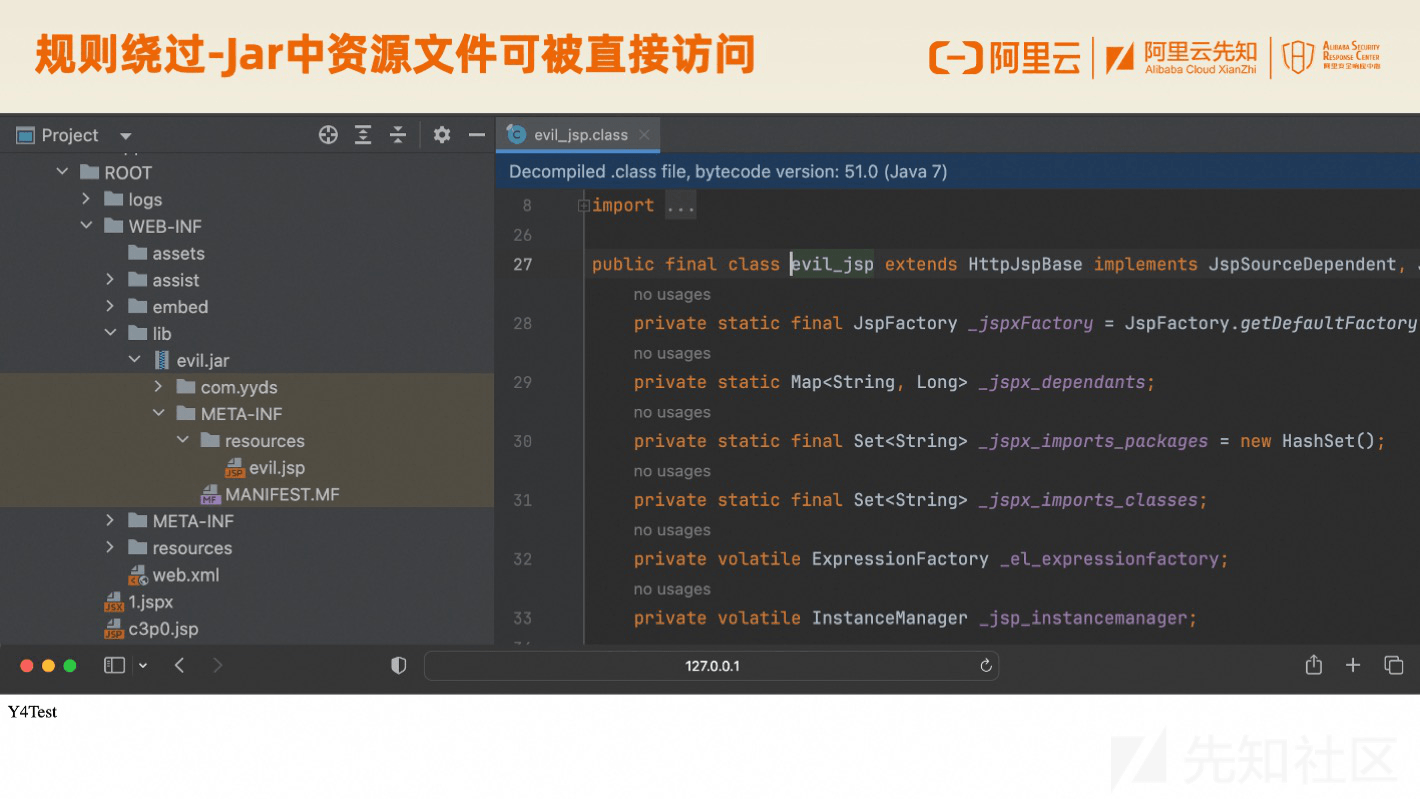 规则绕过-Jar中资源文件可被直接访问
阿里云
阿里云先知
Alibaba Cloud XianZhi
ALIBABA SECURITY
RESPONSE CENTER
阿里安全响应中心
Project
ROOT
logs
WEB-INF
assets
assist
embed
lib
evil.jar
com.yyds
META-INF
resources
evil.jsp
MANIFEST.MF
META-INF
resources
web.xml
1.jspx
c3p0.jsp
evil_jsp.class
Decompiled .class file, bytecode version: 51.0 (Java 7)
8 import ...
26
27 public final class evil_jsp extends HttpJspBase implements JspSourceDependent,
no usages
28 private static final JspFactory _jspxFactory = JspFactory.getDefaultFactory
no usages
29 private static Map<String, Long> _jspx_dependants;
no usages
30 private static final Set<String> _jspx_imports_packages = new HashSet();
no usages
31 private static final Set<String> _jspx_imports_classes;
no usages
32 private volatile ExpressionFactory _el_expressionfactory;
no usages
33 private volatile InstanceManager _jsp_instancemanager;
127.0.0.1
Y4Test
先知社区